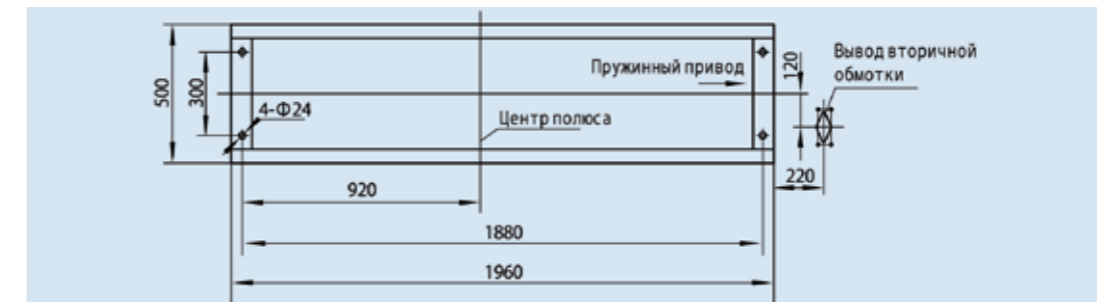 Вывод вторичной
обмотки
Пружинный привод
120
500
300
4-Ф24
Центр полюса
220
920
1880
1960